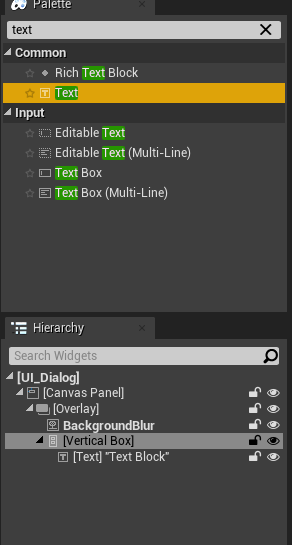 Palette
text
Common
Rich Text Block
Text
Input
Editable Text
Editable Text (Multi-Line)
Text Box
Text Box (Multi-Line)
Hierarchy
Search Widgets
[UI_Dialog]
[Canvas Panel]
[Overlay]
BackgroundBlur
[Vertical Box]
[Text] "Text Block"